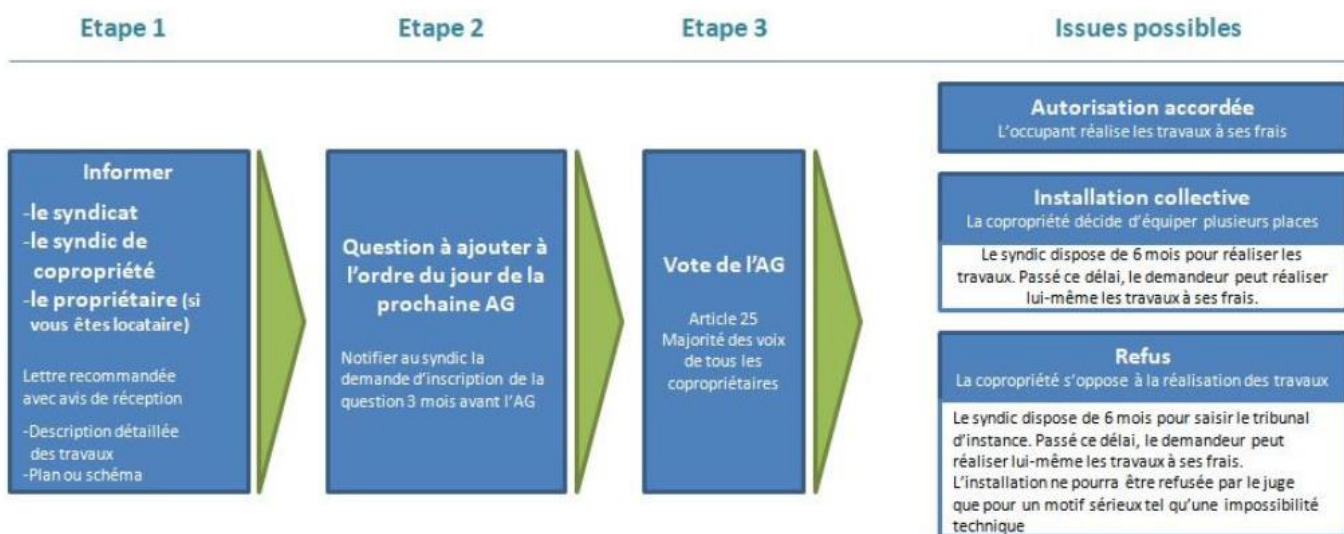 Etape 1
Etape 2
Etape 3
Issues possibles
Informer
-le syndicat
-le syndic de
copropriété
-le propriétaire (si
vous êtes locataire)
Lettre recommandée
avec avis de réception
-Description détaillée
des travaux
-Plan ou schéma
Question à ajouter à
l'ordre du jour de la
prochaine AG
Notifier au syndic la
demande d'inscription de la
question 3 mois avant l'AG
Vote de l'AG
Article 25
Majorité des voix
de tous les
copropriétaires
Autorisation accordée
L'occupant réalise les travaux à ses frais
Installation collective
La copropriété décide d'équiper plusieurs places
Le syndic dispose de 6 mois pour réaliser les
travaux. Passé ce délai, le demandeur peut réaliser
lui-même les travaux à ses frais.
Refus
La copropriété s'oppose à la réalisation des travaux
Le syndic dispose de 6 mois pour saisir le tribunal
d'instance. Passé ce délai, le demandeur peut
réaliser lui-même les travaux à ses frais.
L'installation ne pourra être refusée par le juge
que pour un motif sérieux tel qu'une impossibilité
technique